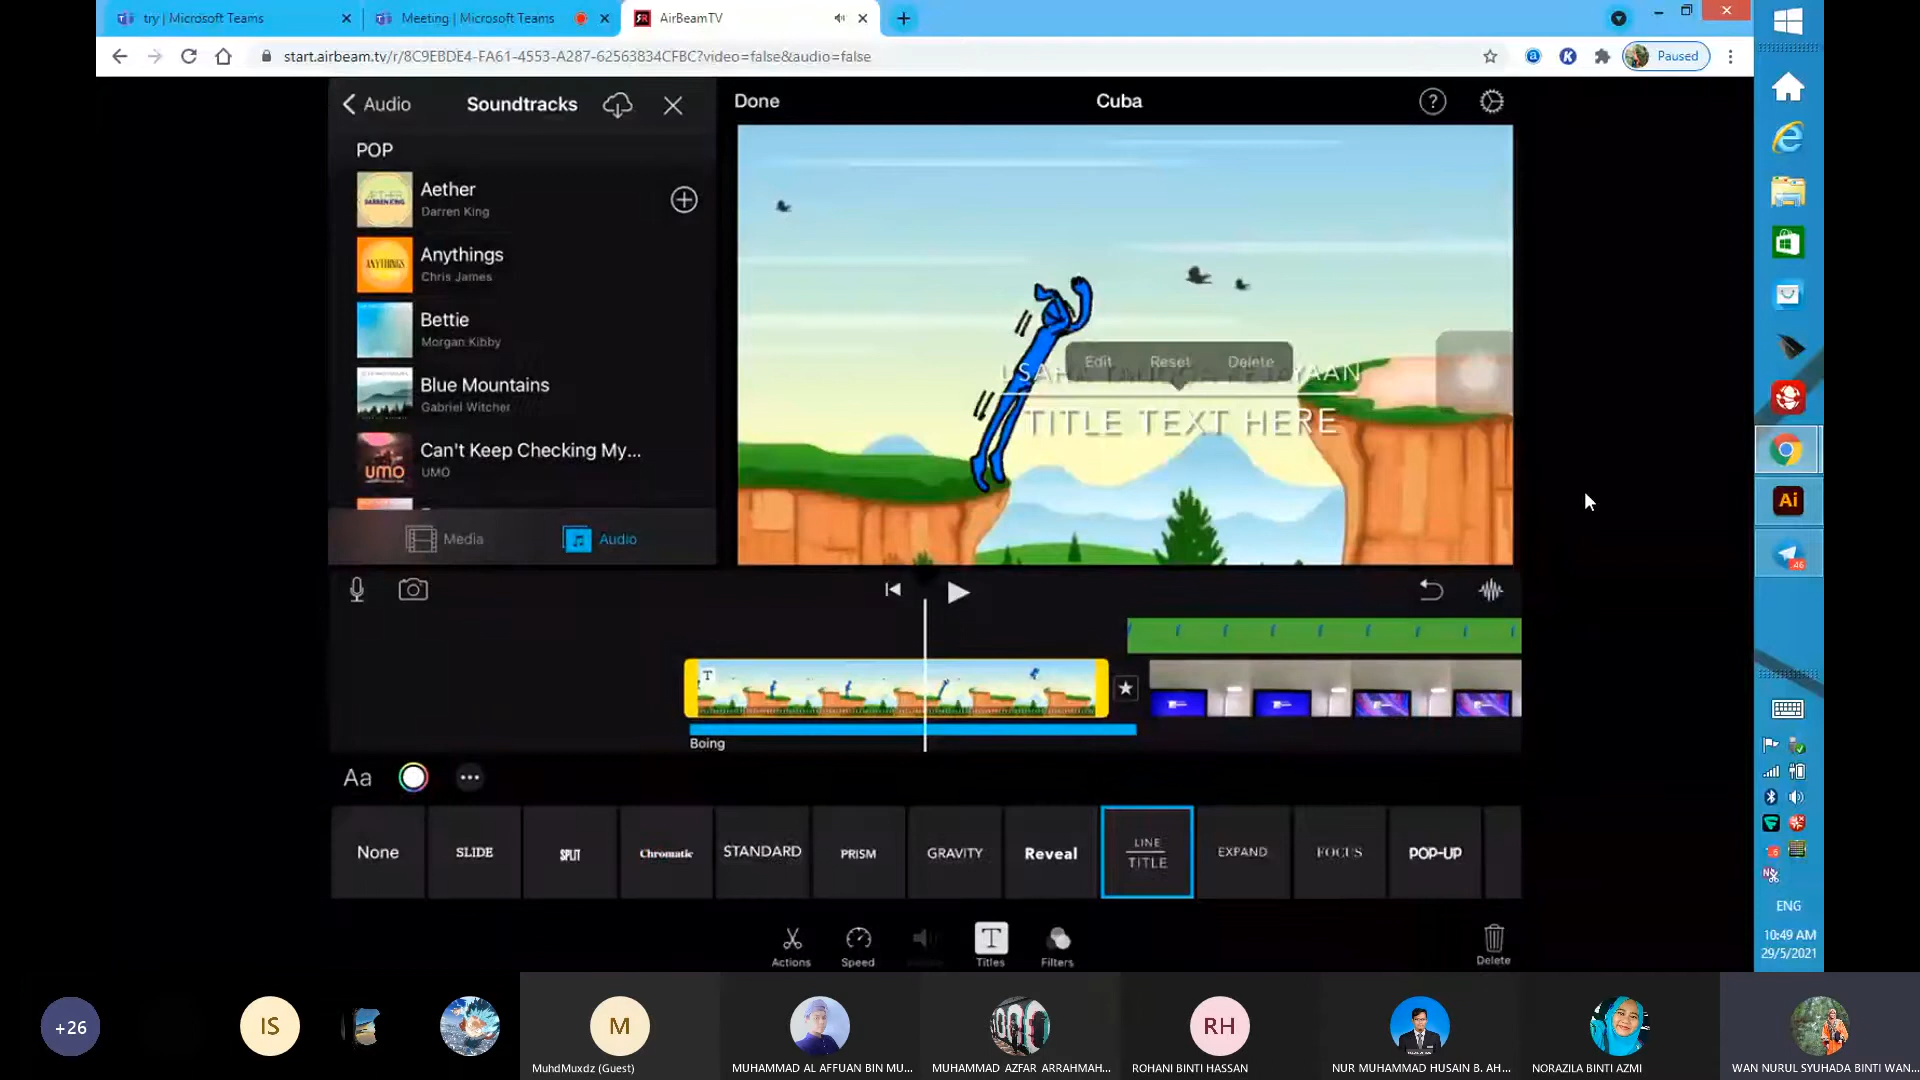 try | Microsoft Teams
Meeting | Microsoft Teams
AirBeamTV
start.airbeam.tv/r/8C9EBDE4-FA61-4553-A287-62563834CFBC?video=false&audio=false
Paused
Audio
Soundtracks
Done
Cuba
POP
Aether
Darren King
Anythings
Chris James
ANYTHINGS
Bettie
Morgan Kibby
Blue Mountains
Gabriel Witcher
Can't Keep Checking My...
UMO
UMO
Media
Audio
Edit
Reset
Delete
TITLE TEXT HERE
T
Boing
Aa
None
SLIDE
SPLIT
Chromatic
STANDARD
PRISM
GRAVITY
Reveal
LINE
TITLE
EXPAND
FOCUS
POP-UP
Actions
Speed
Titles
Filters
Delete
Ai
46
ENG
10:49 AM
29/5/2021
+26
IS
M
RH
MuhdMuxdz (Guest)
MUHAMMAD AL AFFUAN BIN MU...
MUHAMMAD AZFAR ARRAHMAH...
ROHANI BINTI HASSAN
NUR MUHAMMAD HUSAIN B. AH...
NORAZILA BINTI AZMI
WAN NURUL SYUHADA BINTI WAN...